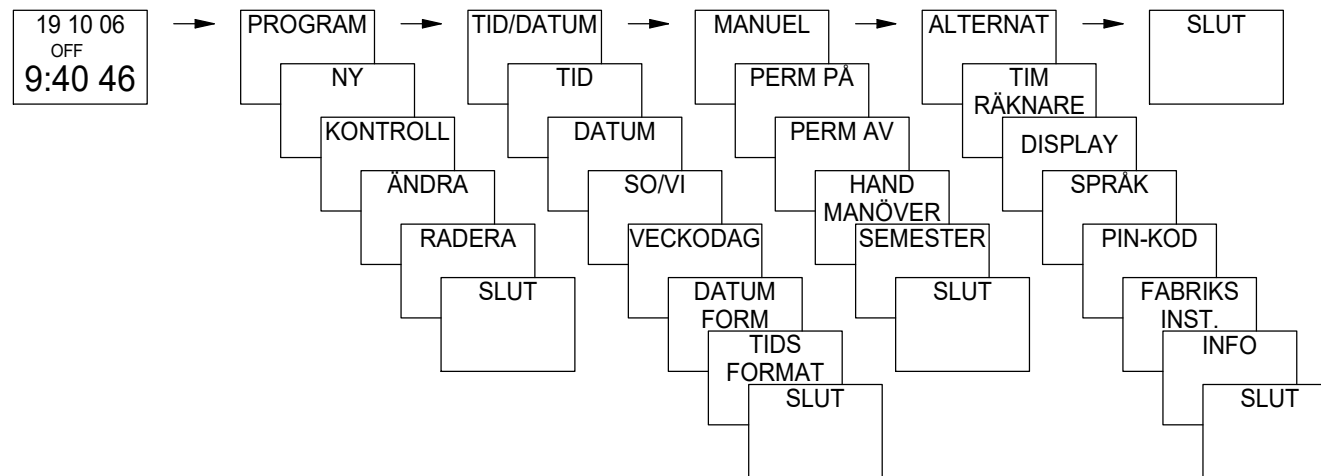 19 10 06
OFF
9:40 46
PROGRAM
NY
KONTROLL
ÄNDRA
RADERA
SLUT
TID/DATUM
TID
DATUM
SO/VI
VECKODAG
DATUM
FORM
TIDS
FORMAT
SLUT
MANUEL
PERM PÅ
PERM AV
HAND
MANÖVER
SEMESTER
SLUT
ALTERNAT
TIM
RÄKNARE
DISPLAY
SPRÅK
PIN-KOD
FABRIKS
INST.
INFO
SLUT
SLUT